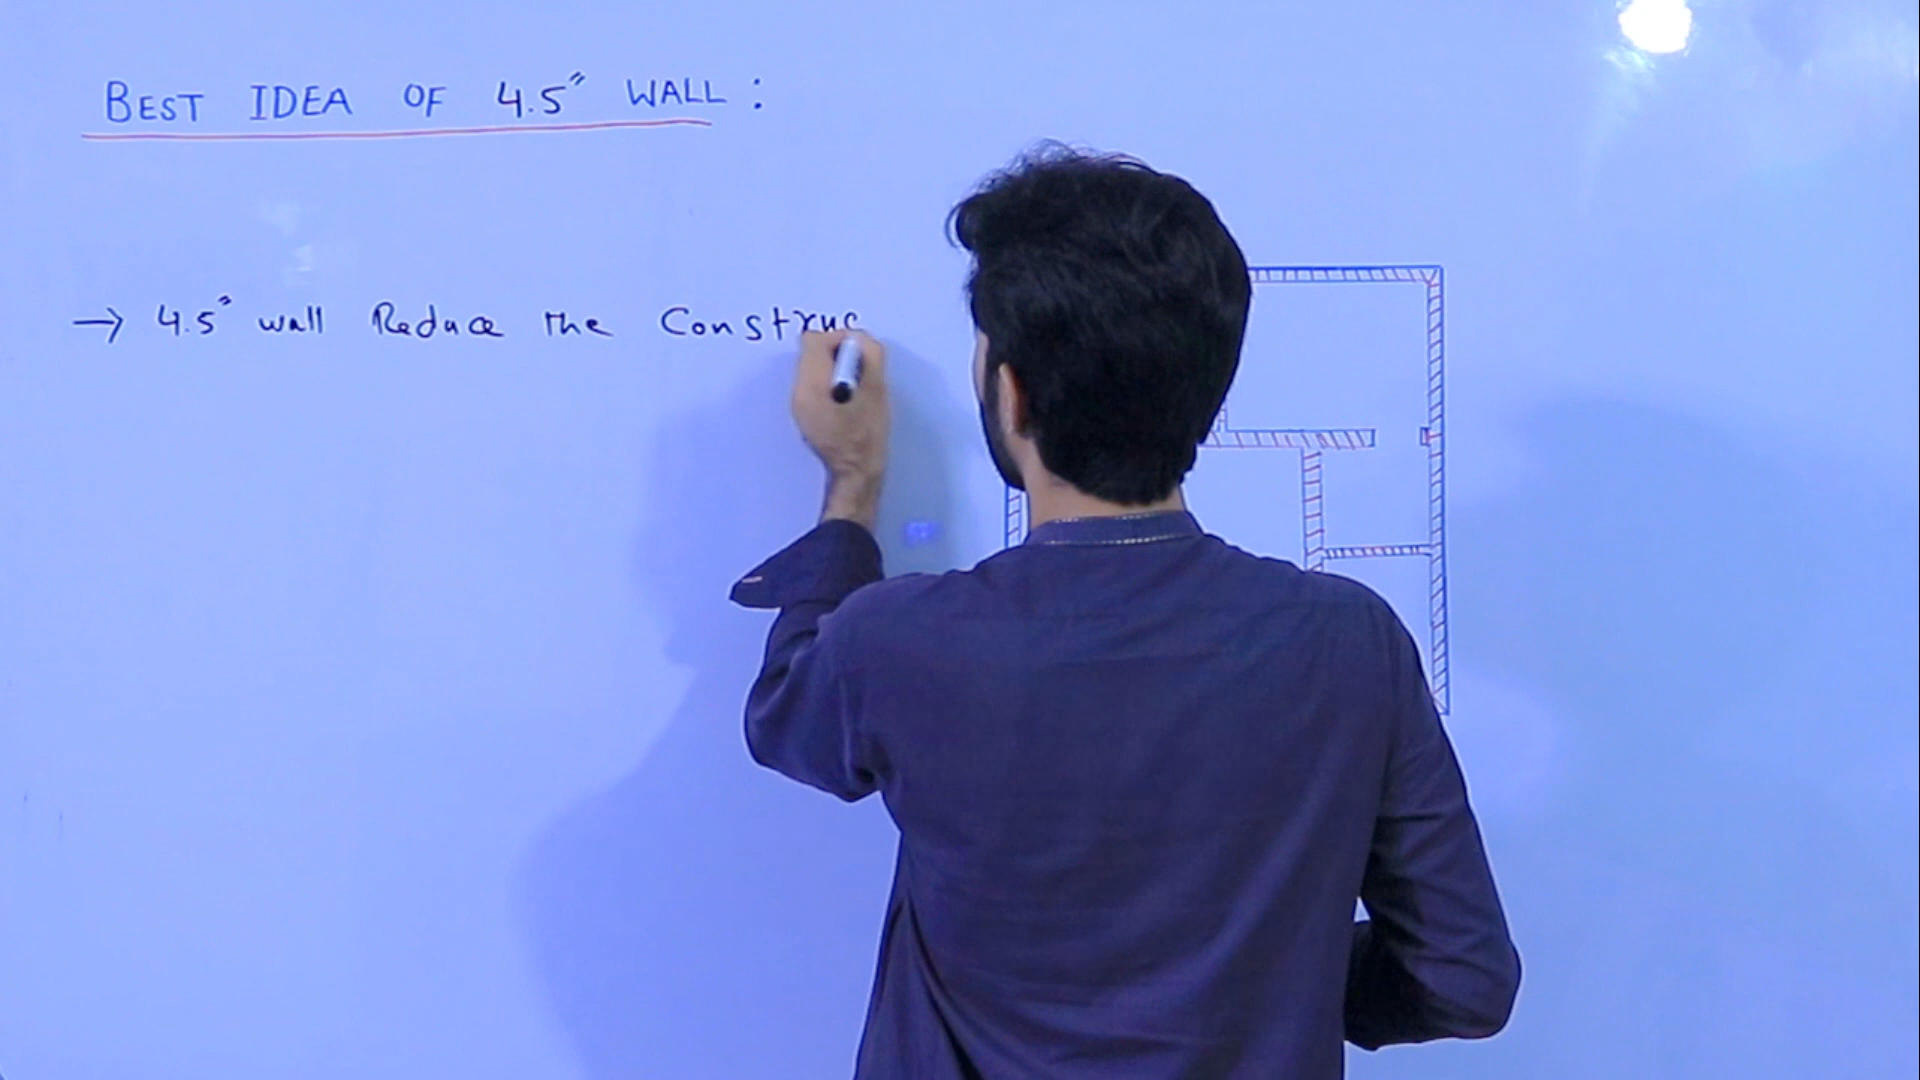 BEST IDEA OF 4.5" WALL :
→ 4.5" wall Reduce the Construc